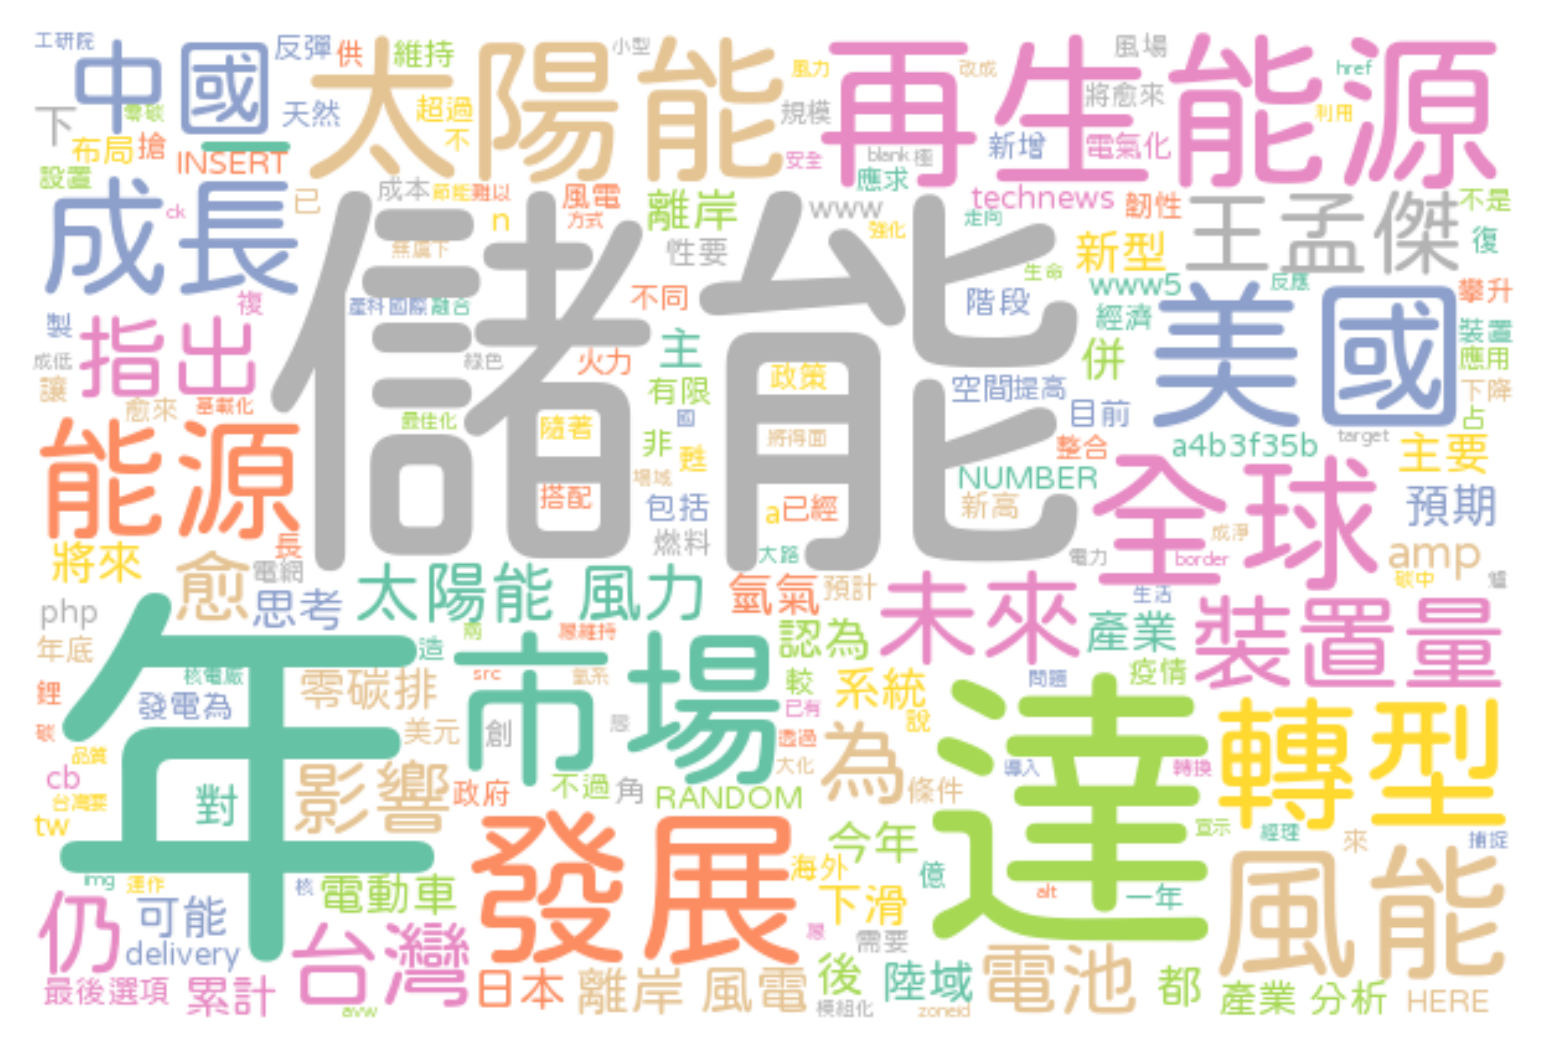 工研院
中國
反彈
供
維持
太陽能
小型
風力
再生能源
改成
風場
href
下
零碳
天然
超過
不
規模
將愈來
利用
布局
搶
INSERT
安全
blank
極
新增
電氣化
設置
成長
ck
已
成本
節能
難以
風電
方式
n
離岸
性要
儲能
www
強化
應求
technews
走向
韌性
王孟傑
不是
復
新型
生命
www5
反應
攀升
無虞下
產科國際
融合
不同
階段
經濟
美國
裝置
應用
製
複
指出
成低
讓
愈來
基載化
綠色
火力
主
有限
國
政策
空間
提高
併
目前
下降
占
最佳化
隨著
非
甦
將得面
整合
a4b3f35b
target
主要
能源
搭配
場域
包括
a
已經
NUMBER
新高
全球
預期
長
燃料
大路
電力
成淨
border
amp
將來
愈
電網
思考
太陽能 風力
氫氣
預計
未來
碳中
php
年底
造
兩
認為
產業
生活
裝置量
年
核電廠
零碳排
市場
src
氫系
較
系統
疫情
問題
鋰
發電為
美元
創
已有
說
達
轉型
碳
品質
透過
大化
為
導入
轉換
cb
影響
政府
不過
角
RANDOM
條件
台灣要
對
tw
發展
今年
宣示
經理
來
捕捉
img
運作
核
電動車
海外
億
alt
一年
風能
仍
可能
下滑
delivery
台灣
需要
最後選項
累計
日本
離岸 風電
後
陸域
電池
都
產業 分析
HERE
avw
模組化
zoneid